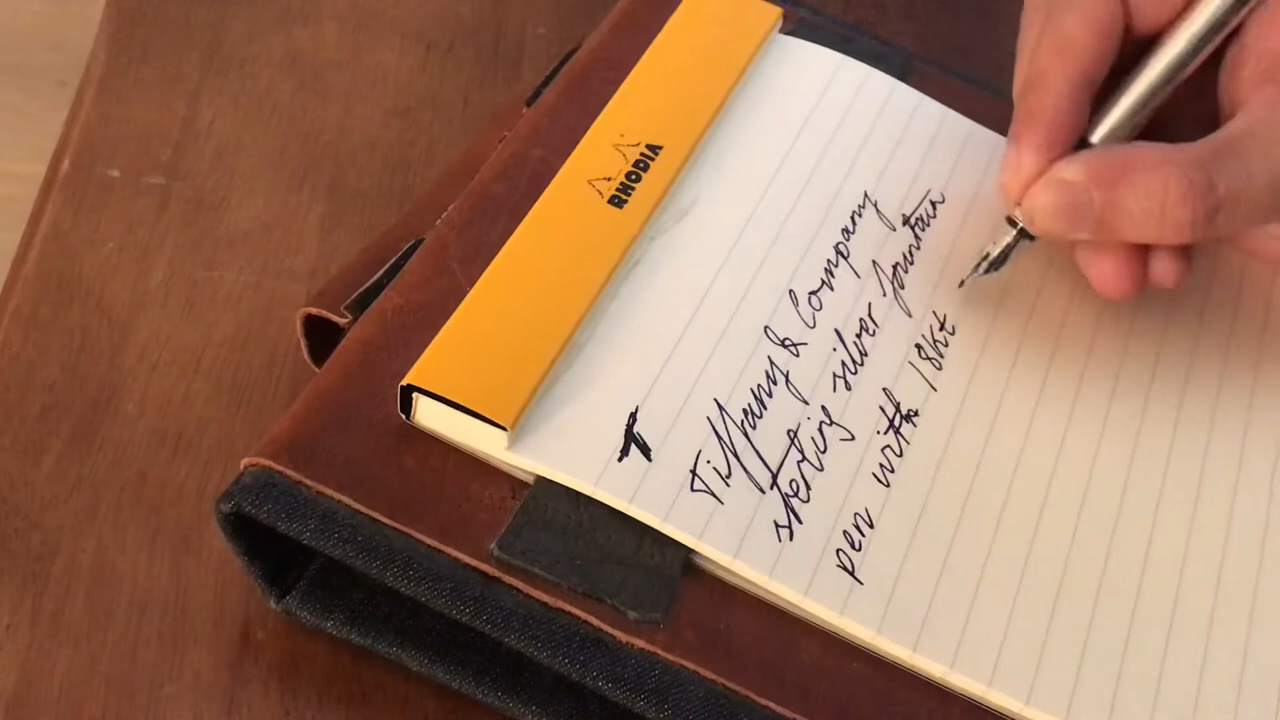 RHODIA
T
Tiffany & Company
sterling silver fountain
pen with 18kt